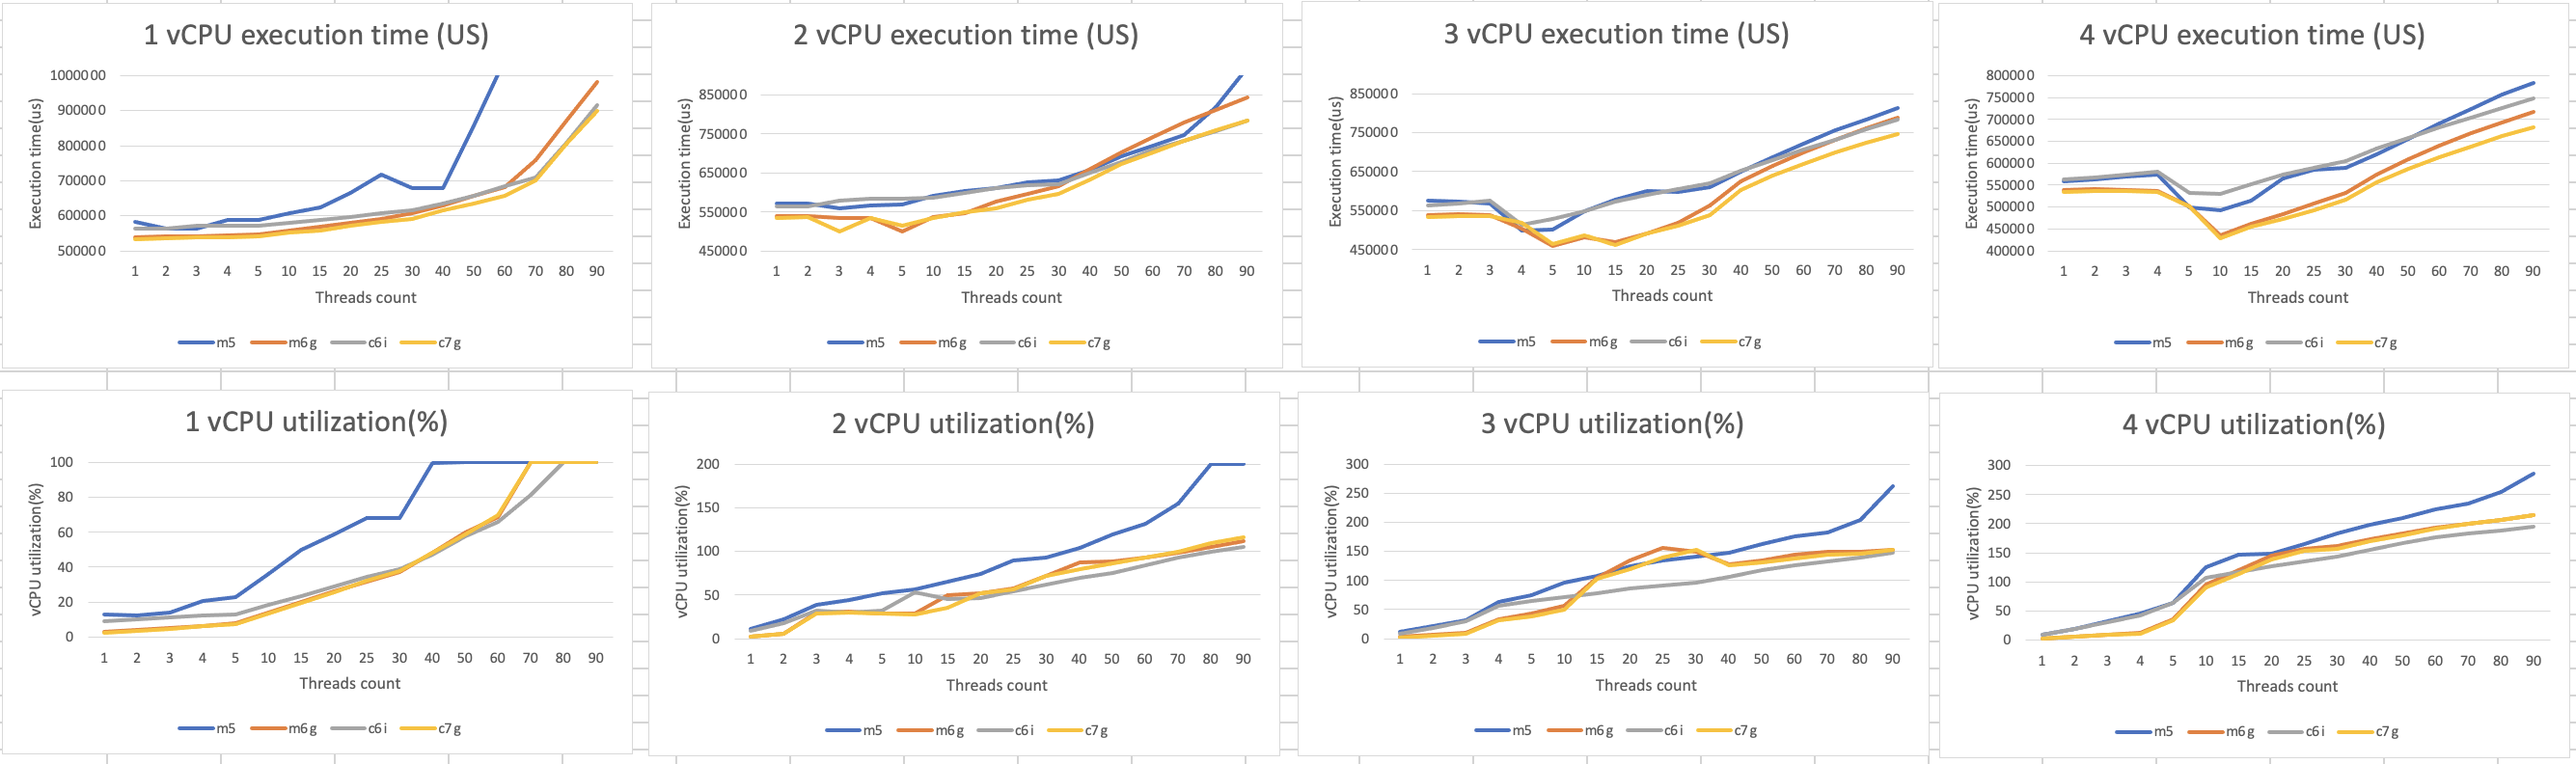 1 vCPU execution time (US)
Execution time(us)
1000000
900000
800000
700000
600000
500000
1 2 3 4 5 10 15 20 25 30 40 50 60 70 80 90
Threads count
m5 m6g c6i c7g
2 vCPU execution time (US)
Execution time(us)
850000
750000
650000
550000
450000
1 2 3 4 5 10 15 20 25 30 40 50 60 70 80 90
Threads count
m5 m6g c6i c7g
3 vCPU execution time (US)
Execution time(us)
850000
750000
650000
550000
450000
1 2 3 4 5 10 15 20 25 30 40 50 60 70 80 90
Threads count
m5 m6g c6i c7g
4 vCPU execution time (US)
Execution time(us)
800000
750000
700000
650000
600000
550000
500000
450000
400000
1 2 3 4 5 10 15 20 25 30 40 50 60 70 80 90
Threads count
m5 m6g c6i c7g
1 vCPU utilization(%)
vCPU utilization(%)
100
80
60
40
20
0
1 2 3 4 5 10 15 20 25 30 40 50 60 70 80 90
Threads count
m5 m6g c6i c7g
2 vCPU utilization(%)
vCPU utilization(%)
200
150
100
50
0
1 2 3 4 5 10 15 20 25 30 40 50 60 70 80 90
Threads count
m5 m6g c6i c7g
3 vCPU utilization(%)
vCPU utilization(%)
300
250
200
150
100
50
0
1 2 3 4 5 10 15 20 25 30 40 50 60 70 80 90
Threads count
m5 m6g c6i c7g
4 vCPU utilization(%)
vCPU utilization(%)
300
250
200
150
100
50
0
1 2 3 4 5 10 15 20 25 30 40 50 60 70 80 90
Threads count
m5 m6g c6i c7g